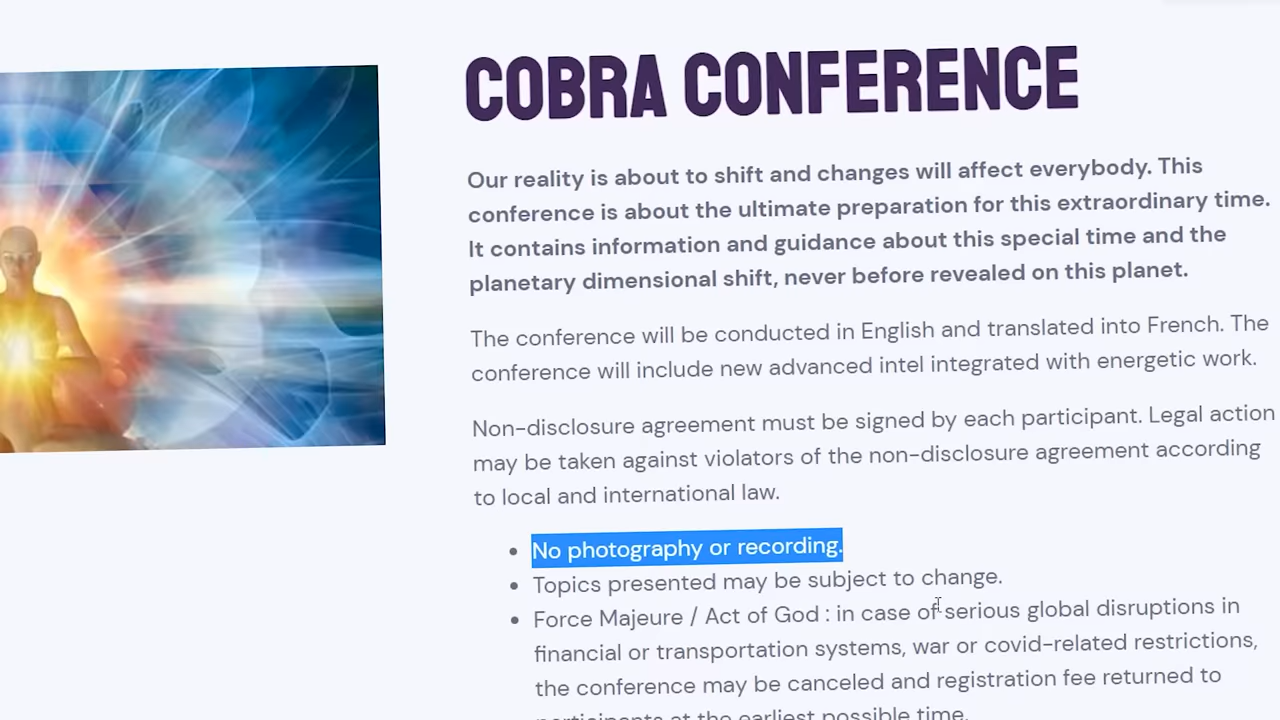 COBRA CONFERENCE
Our reality is about to shift and changes will affect everybody. This
conference is about the ultimate preparation for this extraordinary time.
It contains information and guidance about this special time and the
planetary dimensional shift, never before revealed on this planet.
The conference will be conducted in English and translated into French. The
conference will include new advanced intel integrated with energetic work.
Non-disclosure agreement must be signed by each participant. Legal action
may be taken against violators of the non-disclosure agreement according
to local and international law.
• No photography or recording.
• Topics presented may be subject to change.
• Force Majeure / Act of God : in case of serious global disruptions in
financial or transportation systems, war or covid-related restrictions,
the conference may be canceled and registration fee returned to
participants at the earliest possible time.